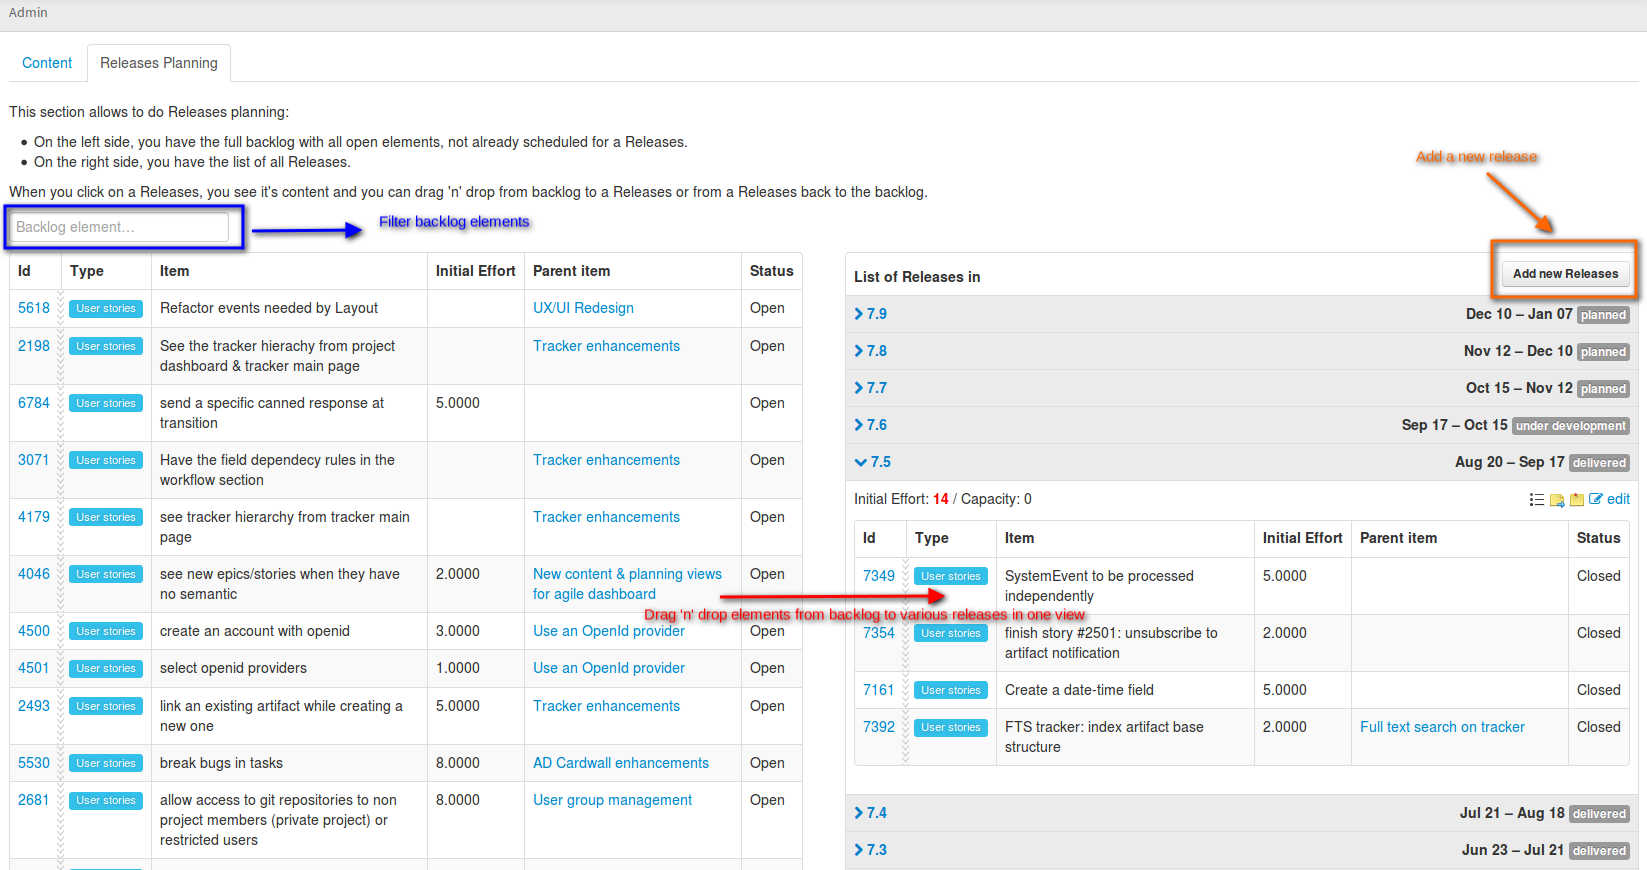 Admin
Content
Releases Planning
This section allows to do Releases planning:
On the left side, you have the full backlog with all open elements, not already scheduled for a Releases.
On the right side, you have the list of all Releases.
When you click on a Releases, you see it's content and you can drag 'n' drop from backlog to a Releases or from a Releases back to the backlog.
Backlog element...
Filter backlog elements
Add a new release
Id Type Item Initial Effort Parent item Status
5618 User stories Refactor events needed by Layout UX/UI Redesign Open
2198 User stories See the tracker hierachy from project Tracker enhancements Open
dashboard & tracker main page
6784 User stories send a specific canned response at 5.0000 Open
transition
3071 User stories Have the field dependecy rules in the Tracker enhancements Open
workflow section
4179 User stories see tracker hierarchy from tracker main Tracker enhancements Open
page
4046 User stories see new epics/stories when they have 2.0000 New content & planning views Open
no semantic for agile dashboard
4500 User stories create an account with openid 3.0000 Use an OpenId provider Open
4501 User stories select openid providers 1.0000 Use an OpenId provider Open
2493 User stories link an existing artifact while creating a 5.0000 Tracker enhancements Open
new one
5530 User stories break bugs in tasks 8.0000 AD Cardwall enhancements Open
2681 User stories allow access to git repositories to non 8.0000 User group management Open
project members (private project) or
restricted users
Drag 'n' drop elements from backlog to various releases in one view
List of Releases in Add new Releases
7.9 Dec 10 – Jan 07 planned
7.8 Nov 12 – Dec 10 planned
7.7 Oct 15 – Nov 12 planned
7.6 Sep 17 – Oct 15 under development
7.5 Aug 20 – Sep 17 delivered
Initial Effort: 14 / Capacity: 0 edit
Id Type Item Initial Effort Parent item Status
7349 User stories SystemEvent to be processed 5.0000 Closed
independently
7354 User stories finish story #2501: unsubscribe to 2.0000 Closed
artifact notification
7161 User stories Create a date-time field 5.0000 Closed
7392 User stories FTS tracker: index artifact base 2.0000 Full text search on tracker Closed
structure
7.4 Jul 21 – Aug 18 delivered
7.3 Jun 23 – Jul 21 delivered